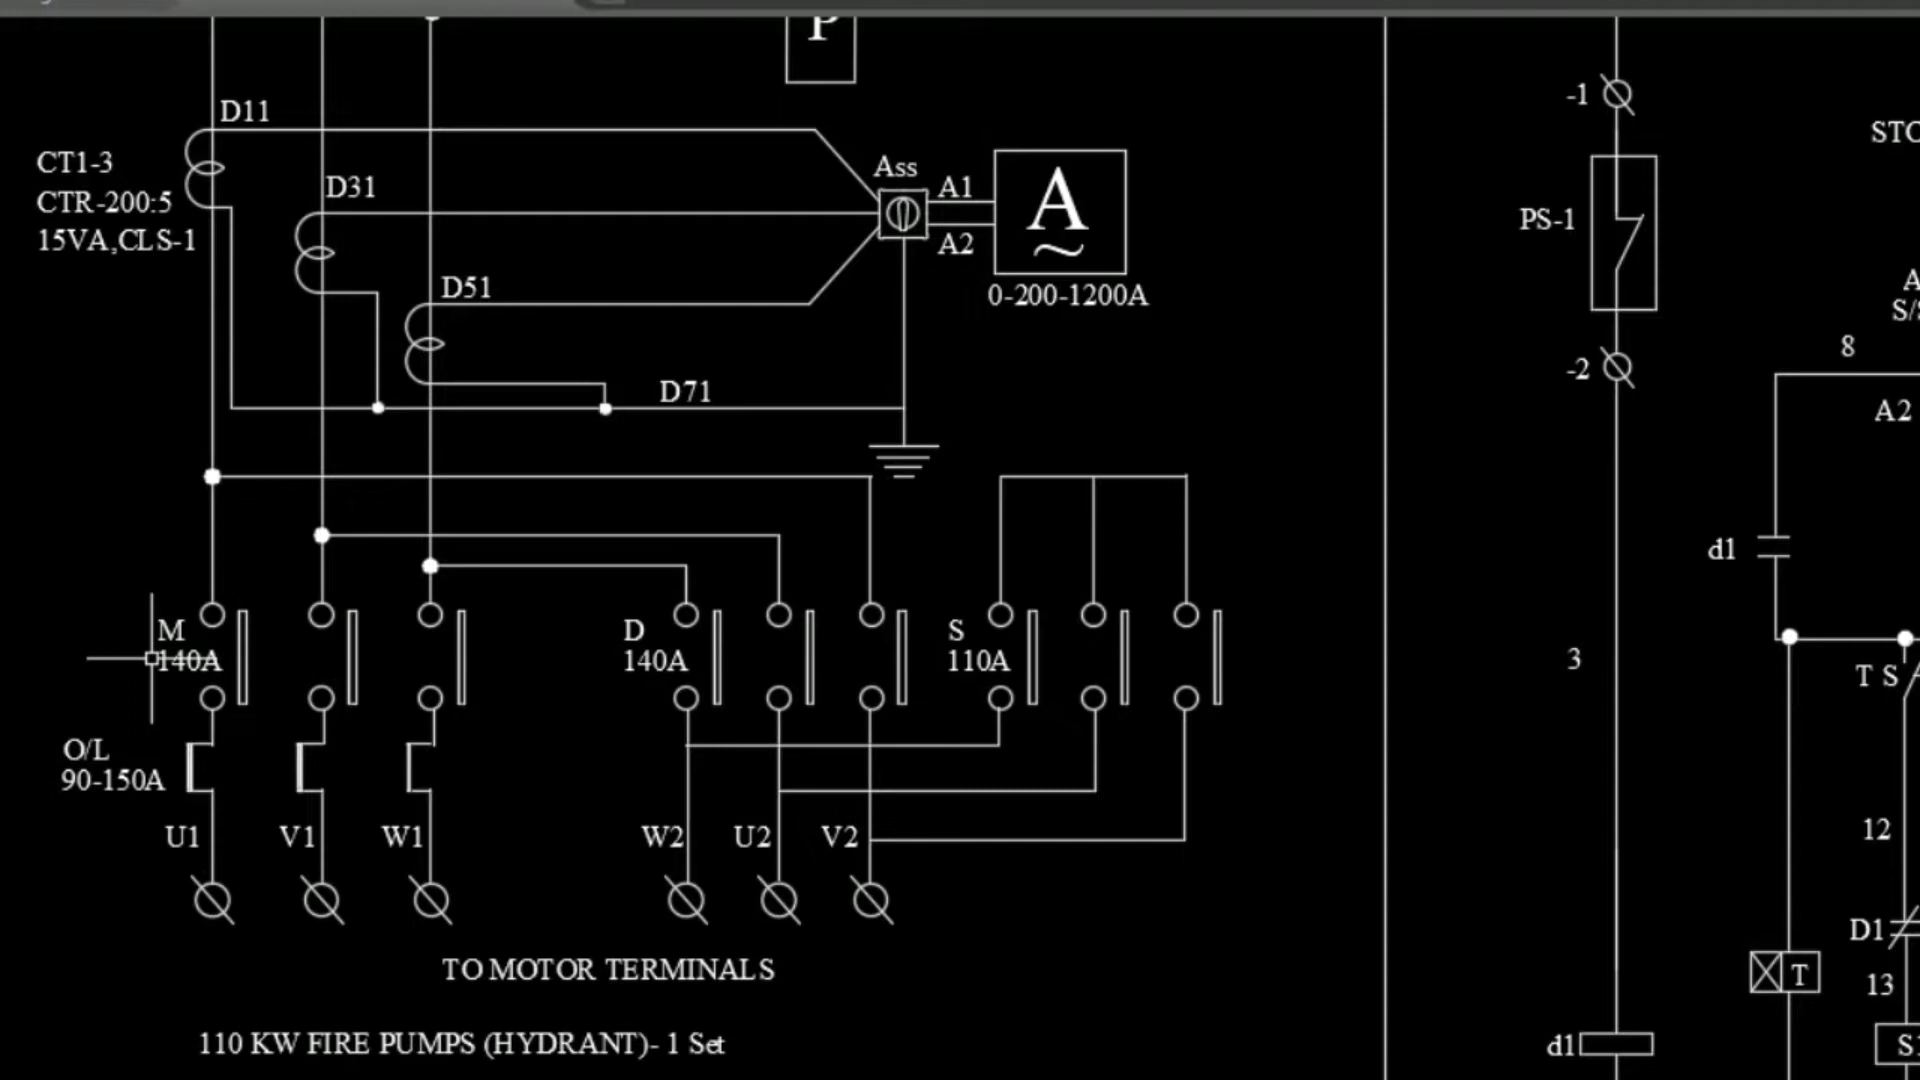 P
D11
CT1-3
CTR-200:5
15VA,CLS-1
D31
D51
D71
Ass
A1
A2
A
~
0-200-1200A
M
140A
D
140A
S
110A
O/L
90-150A
U1
V1
W1
W2
U2
V2
TO MOTOR TERMINALS
110 KW FIRE PUMPS (HYDRANT)- 1 Set
-1
PS-1
-2
3
d1
STO
A
S/S
8
A2
d1
T S
12
D1
13
T
S1